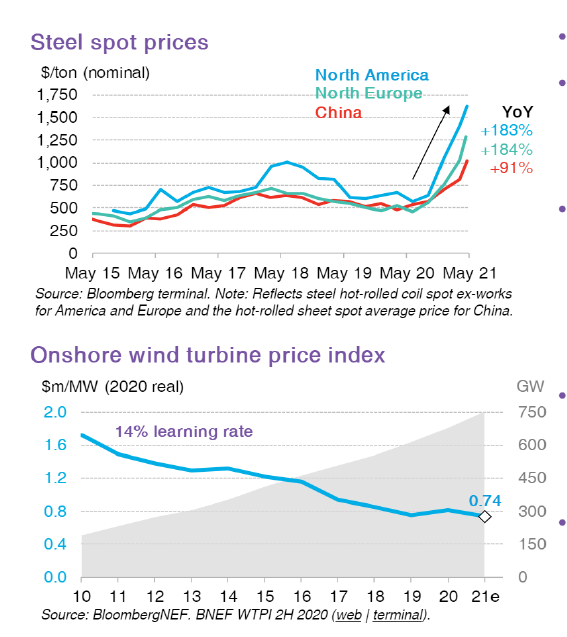 Steel spot prices
$/ton (nominal)
North America
North Europe
China
YoY
+183%
+184%
+91%
1,750
1,500
1,250
1,000
750
500
250
0
May 15 May 16 May 17 May 18 May 19 May 20 May 21
Source: Bloomberg terminal. Note: Reflects steel hot-rolled coil spot ex-works
for America and Europe and the hot-rolled sheet spot average price for China.
Onshore wind turbine price index
$m/MW (2020 real)
GW
14% learning rate
0.74
2.0
1.6
1.2
0.8
0.4
0.0
750
600
450
300
150
0
10 11 12 13 14 15 16 17 18 19 20 21e
Source: BloombergNEF. BNEF WTPI 2H 2020 (web | terminal).